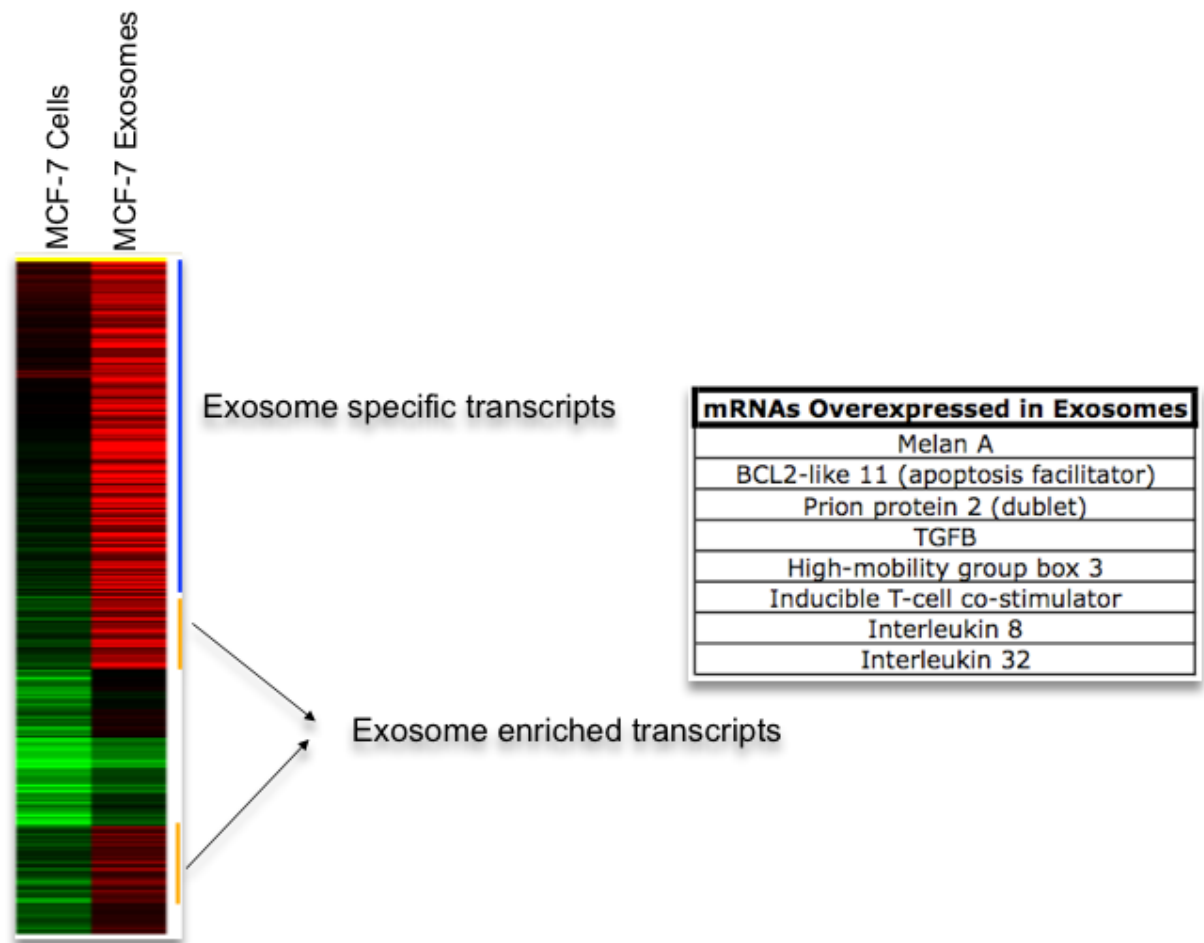 MCF-7 Cells
MCF-7 Exosomes
Exosome specific transcripts
Exosome enriched transcripts
mRNAs Overexpressed in Exosomes
Melan A
BCL2-like 11 (apoptosis facilitator)
Prion protein 2 (dublet)
TGFB
High-mobility group box 3
Inducible T-cell co-stimulator
Interleukin 8
Interleukin 32